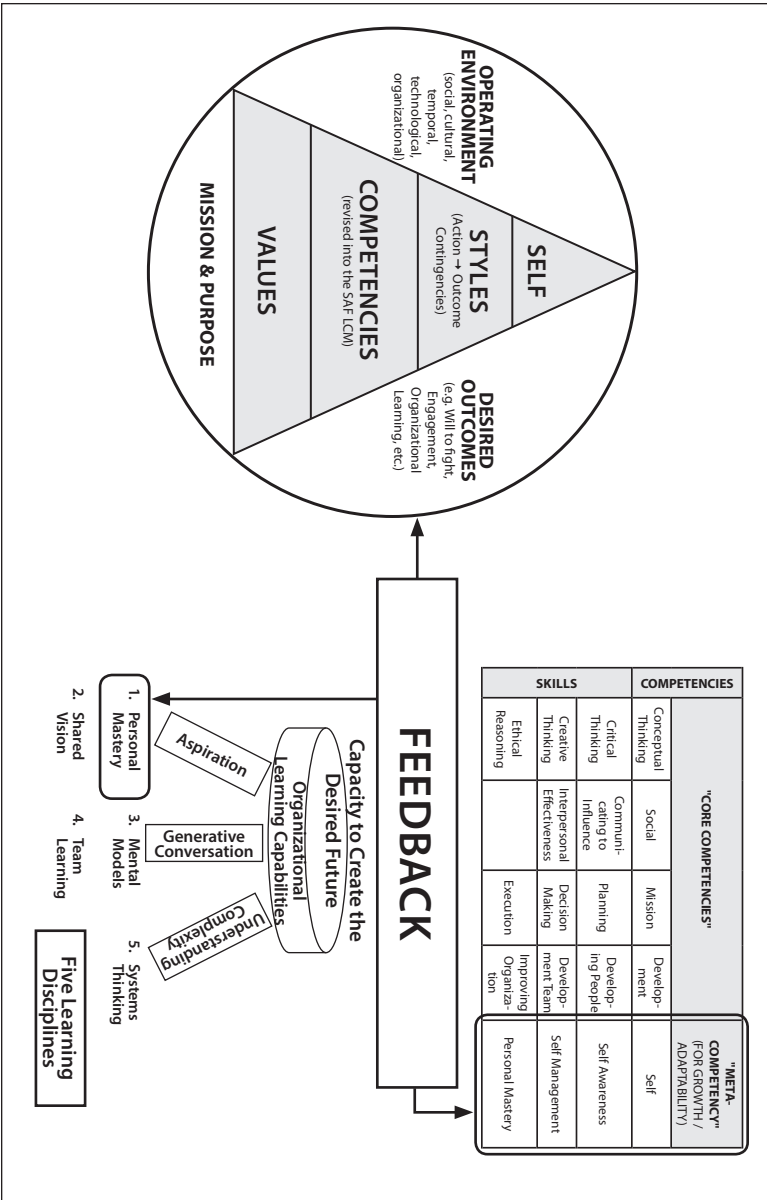 OPERATING
ENVIRONMENT
(social, cultural,
temporal,
technological,
organizational)
SELF
STYLES
(Action → Outcome
Contingencies)
COMPETENCIES
(revised into the SAF LCM)
VALUES
MISSION & PURPOSE
DESIRED
OUTCOMES
(e.g. Will to fight,
Engagement,
Organizational
Learning, etc.)
FEEDBACK
COMPETENCIES
SKILLS
"CORE COMPETENCIES"
"META-
COMPETENCY"
(FOR GROWTH /
ADAPTABILITY)
Conceptual
Thinking
Social
Mission
Develop-
ment
Self
Critical
Thinking
Communi-
cating to
Influence
Planning
Develop-
ing People
Self Awareness
Creative
Thinking
Interpersonal
Effectiveness
Decision
Making
Develop-
ment Team
Self Management
Ethical
Reasoning
Execution
Improving
Organiza-
tion
Personal Mastery
Capacity to Create the
Desired Future
Organizational
Learning Capabilities
Aspiration
Generative
Conversation
Understanding
Complexity
1. Personal
Mastery
2. Shared
Vision
3. Mental
Models
4. Team
Learning
5. Systems
Thinking
Five Learning
Disciplines